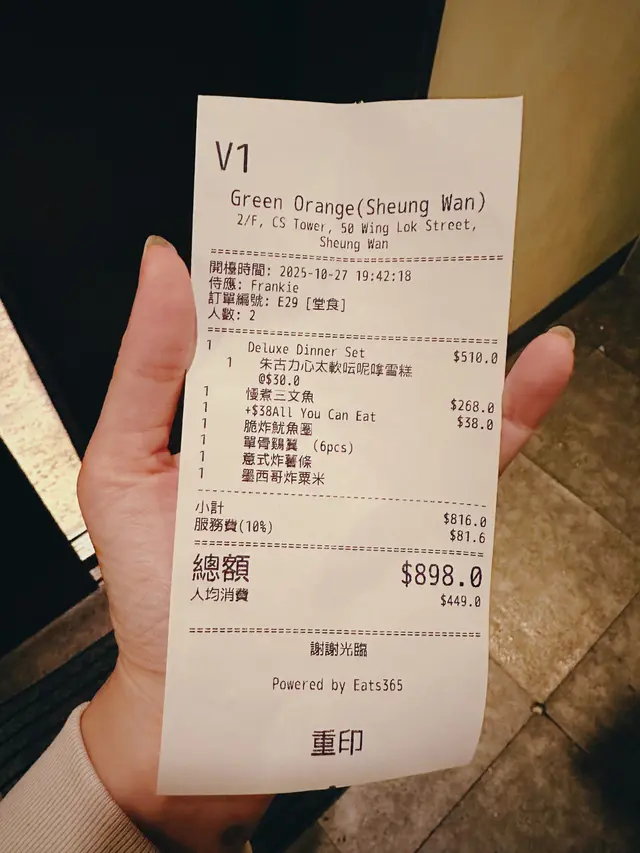 V1
Green Orange(Sheung Wan)
2/F, CS Tower, 50 Wing Lok Street,
Sheung Wan
開檯時間: 2025-10-27 19:42:18
侍應: Frankie
訂單編號: E29 [堂食]
人數: 2
1 Deluxe Dinner Set $510.0
1 朱古力心太軟呍呢嗱雪糕
@$30.0
1 慢煮三文魚 $268.0
1 +$38All You Can Eat $38.0
1 脆炸魷魚圈
1 單骨鷄翼 (6pcs)
1 意式炸薯條
1 墨西哥炸粟米
小計 $816.0
服務費(10%) $81.6
總額 $898.0
人均消費 $449.0
謝謝光臨
Powered by Eats365
重印